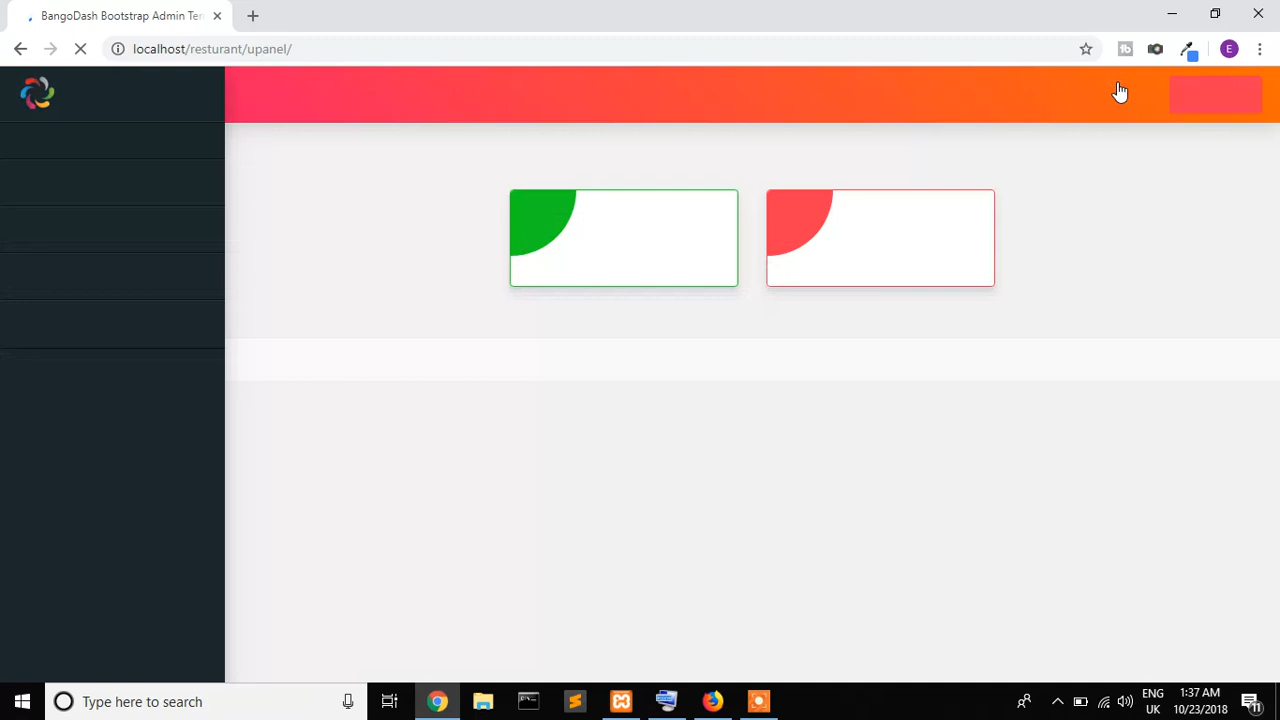 BangoDash Bootstrap Admin Ter
localhost/resturant/upanel/
E
Type here to search
ENG
UK
1:37 AM
10/23/2018
11